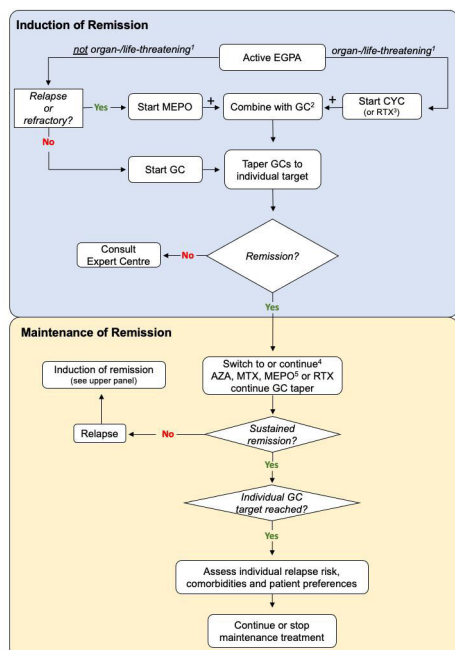 Induction of Remission
not organ-/life-threatening1
organ-/life-threatening1
Active EGPA
Relapse
or
refractory?
Yes
Start MEPO
+
Combine with GC2
+
Start CYC
(or RTX3)
No
Start GC
Taper GCs to
individual target
Remission?
No
Consult
Expert Centre
Yes
Maintenance of Remission
Switch to or continue4
AZA, MTX, MEPO5 or RTX
continue GC taper
Induction of remission
(see upper panel)
Sustained
remission?
No
Relapse
Yes
Individual GC
target reached?
Yes
Assess individual relapse risk,
comorbidities and patient preferences
Continue or stop
maintenance treatment